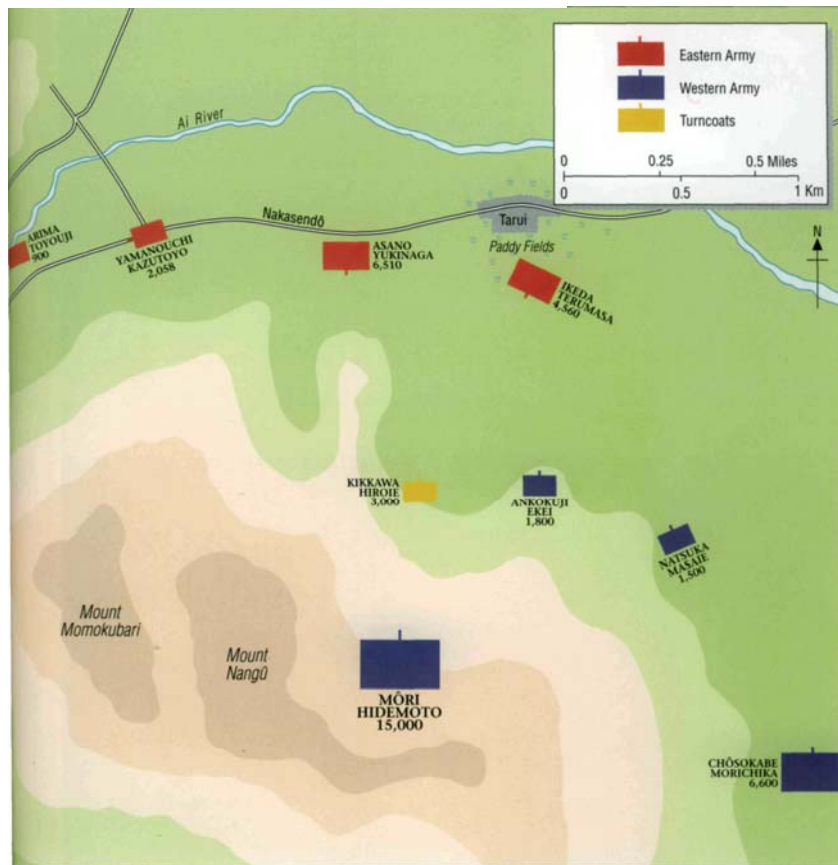 Eastern Army
Western Army
Turncoats
0 0.25 0.5 Miles
0 0.5 1 Km
Ai River
N
Nakasendô
Tarui
Paddy Fields
ARIMA
TOYOUJI
900
YAMANOUCHI
KAZUTOYO
2,058
ASANO
YUKINAGA
6,510
IKEDA
TERUMASA
4,560
KIKKAWA
HIROIE
3,000
ANKOKUJI
EKEI
1,800
NATSUKA
MASAIE
1,500
Mount
Momokubari
Mount
Nangû
MÔRI
HIDEMOTO
15,000
CHÔSOKABE
MORICHIKA
6,600